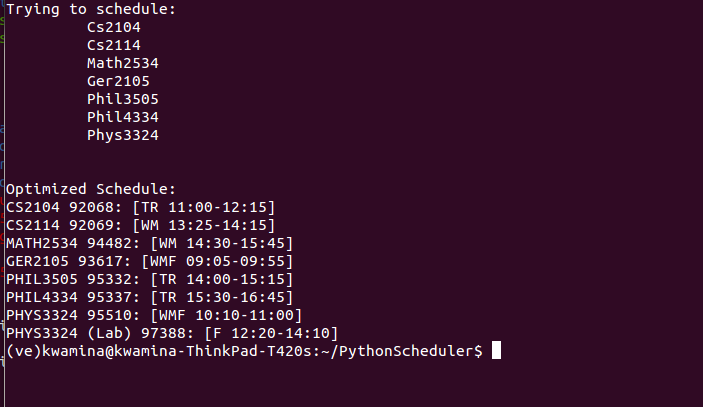 Trying to schedule:
Cs2104
Cs2114
Math2534
Ger2105
Phil3505
Phil4334
Phys3324
Optimized Schedule:
CS2104 92068: [TR 11:00-12:15]
CS2114 92069: [WM 13:25-14:15]
MATH2534 94482: [WM 14:30-15:45]
GER2105 93617: [WMF 09:05-09:55]
PHIL3505 95332: [TR 14:00-15:15]
PHIL4334 95337: [TR 15:30-16:45]
PHYS3324 95510: [WMF 10:10-11:00]
PHYS3324 (Lab) 97388: [F 12:20-14:10]
(ve)kwamina@kwamina-ThinkPad-T420s:~/PythonScheduler$